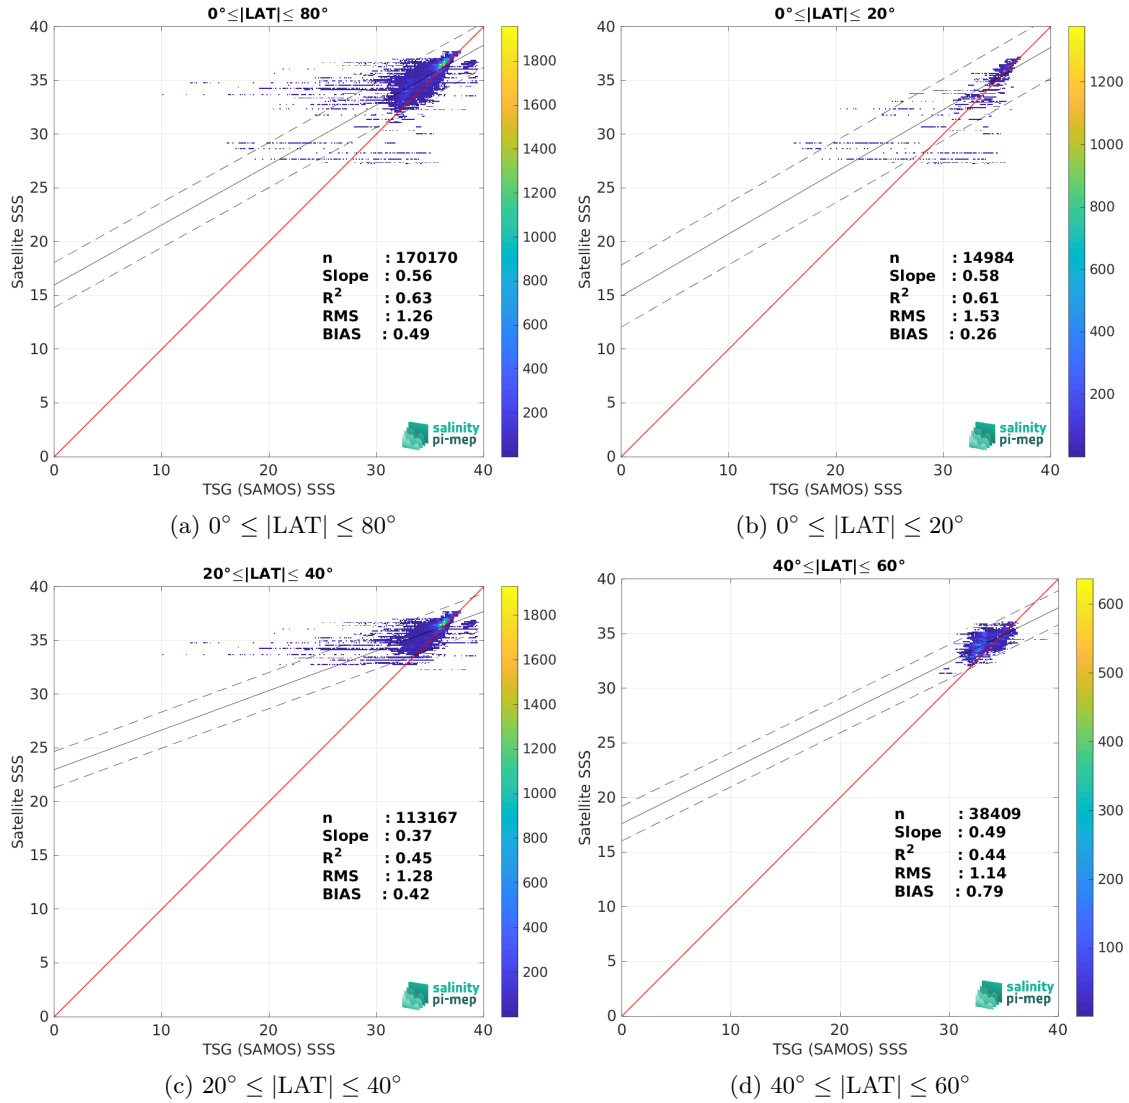 0°≤|LAT|≤ 80°
40
35
30
25
20
15
10
5
0
Satellite SSS
n : 170170
Slope : 0.56
R² : 0.63
RMS : 1.26
BIAS : 0.49
salinity
pi-mep
0 10 20 30 40
TSG (SAMOS) SSS
1800
1600
1400
1200
1000
800
600
400
200
(a) 0° ≤ |LAT| ≤ 80°
0°≤|LAT|≤ 20°
40
35
30
25
20
15
10
5
0
Satellite SSS
n : 14984
Slope : 0.58
R² : 0.61
RMS : 1.53
BIAS : 0.26
salinity
pi-mep
0 10 20 30 40
TSG (SAMOS) SSS
1200
1000
800
600
400
200
(b) 0° ≤ |LAT| ≤ 20°
20°≤|LAT|≤ 40°
40
35
30
25
20
15
10
5
0
Satellite SSS
n : 113167
Slope : 0.37
R² : 0.45
RMS : 1.28
BIAS : 0.42
salinity
pi-mep
0 10 20 30 40
TSG (SAMOS) SSS
1800
1600
1400
1200
1000
800
600
400
200
(c) 20° ≤ |LAT| ≤ 40°
40°≤|LAT|≤ 60°
40
35
30
25
20
15
10
5
0
Satellite SSS
n : 38409
Slope : 0.49
R² : 0.44
RMS : 1.14
BIAS : 0.79
salinity
pi-mep
0 10 20 30 40
TSG (SAMOS) SSS
600
500
400
300
200
100
(d) 40° ≤ |LAT| ≤ 60°